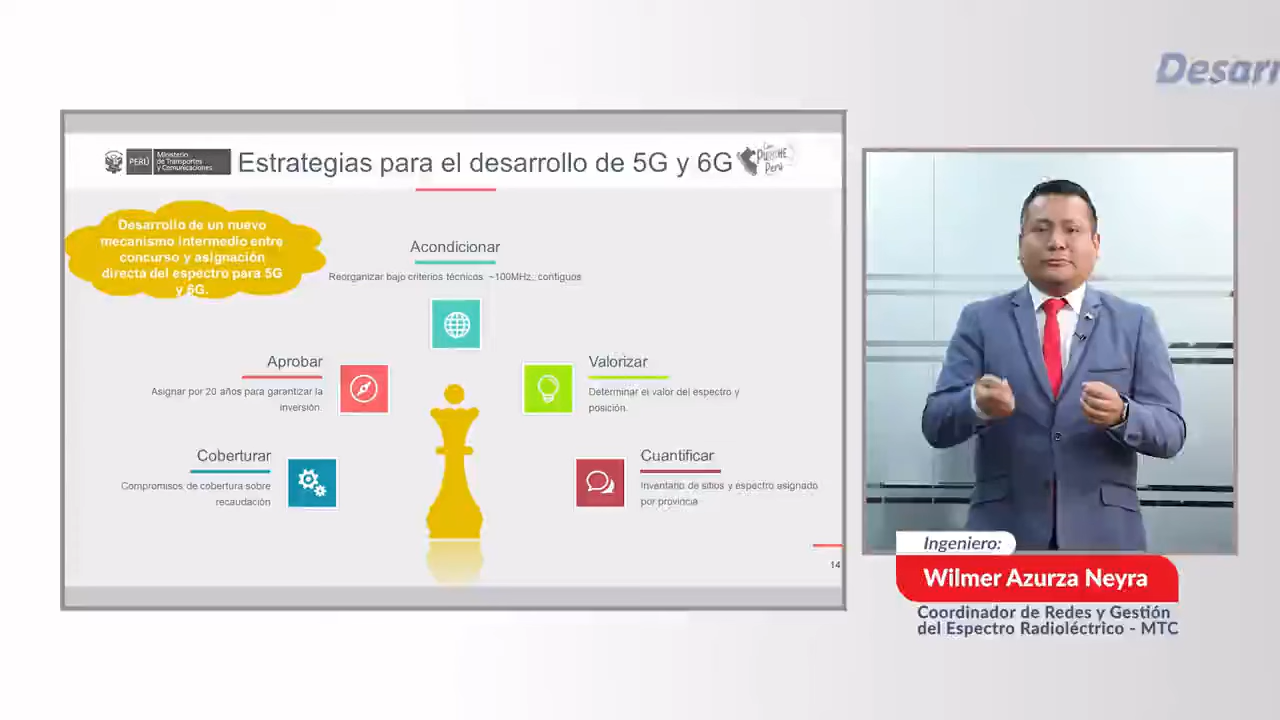 Desarr
PERÚ
Ministerio
de Transportes
y Comunicaciones
Estrategias para el desarrollo de 5G y 6G
Con
PUNCHE
Perú
Desarrollo de un nuevo
mecanismo intermedio entre
concurso y asignación
directa del espectro para 5G
y 6G.
Acondicionar
Reorganizar bajo criterios técnicos ~100MHz, contiguos
Aprobar
Asignar por 20 años para garantizar la
inversión.
Valorizar
Determinar el valor del espectro y
posición.
Coberturar
Compromisos de cobertura sobre
recaudación
Cuantificar
Inventario de sitios y espectro asignado
por provincia
14
Ingeniero:
Wilmer Azurza Neyra
Coordinador de Redes y Gestión
del Espectro Radioléctrico - MTC